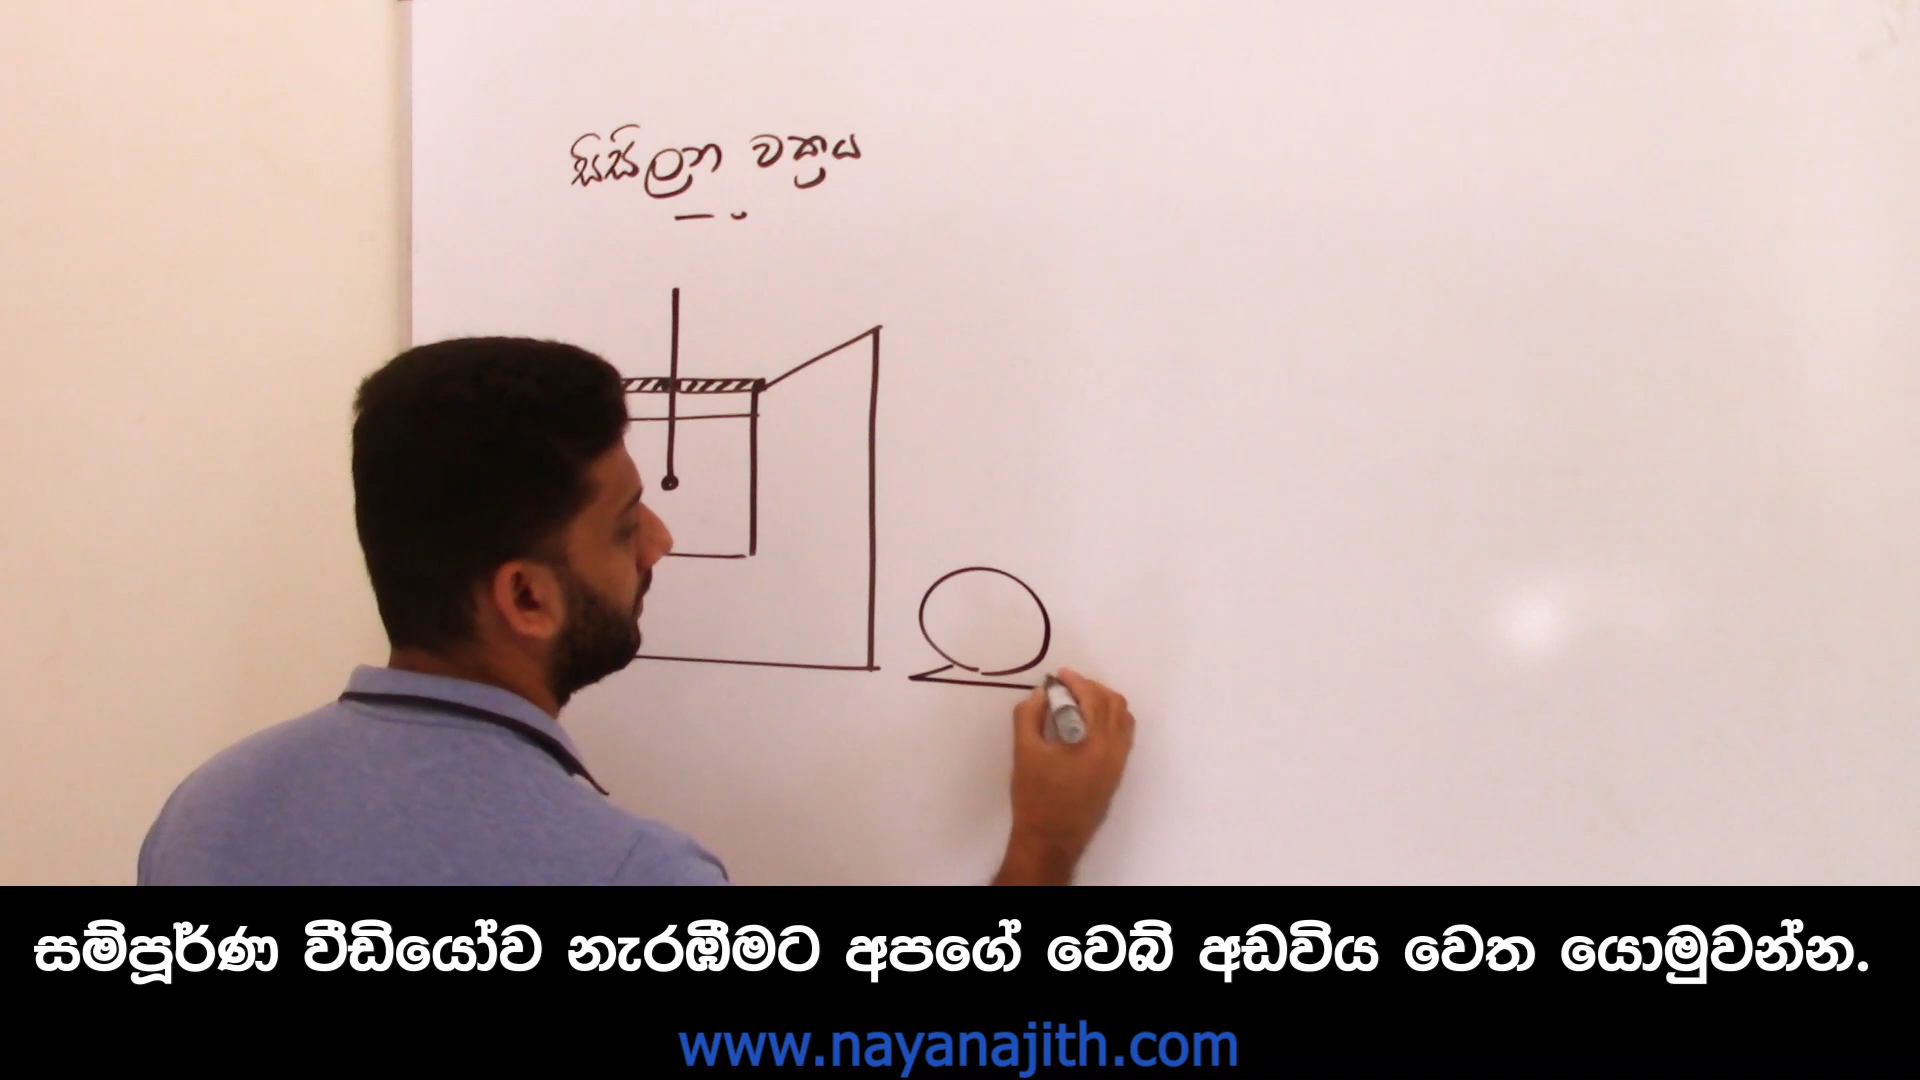 සිසිලන වක්‍රය
සම්පූර්ණ වීඩියෝව නැරඹීමට අපගේ වෙබ් අඩවිය වෙත යොමුවන්න.
www.nayanajith.com